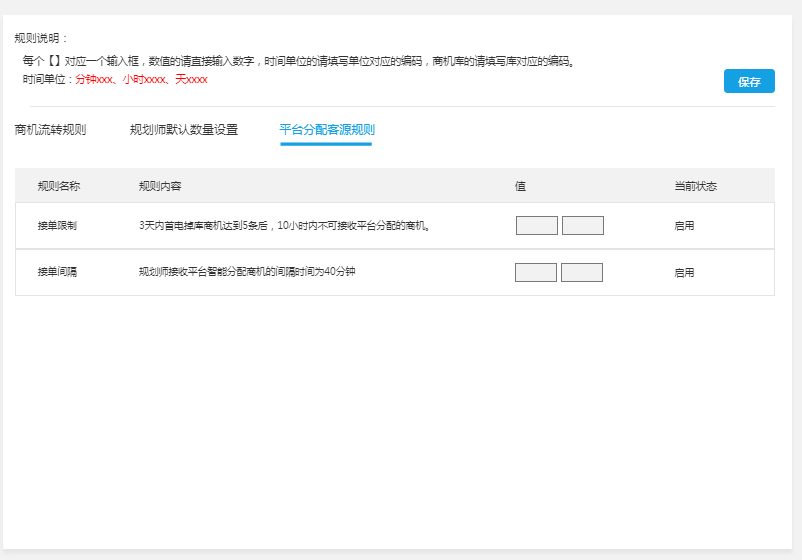 规则说明：
每个【】对应一个输入框，数值的请直接输入数字，时间单位的请填写单位对应的编码，商机库的请填写库对应的编码。
时间单位：分钟xxx、小时xxxx、天xxxx
保存
商机流转规则 规划师默认数量设置 平台分配客源规则
规则名称 规则内容 值 当前状态
接单限制 3天内首电掉库商机达到5条后，10小时内不可接收平台分配的商机。 启用
接单间隔 规划师接收平台智能分配商机的间隔时间为40分钟 启用